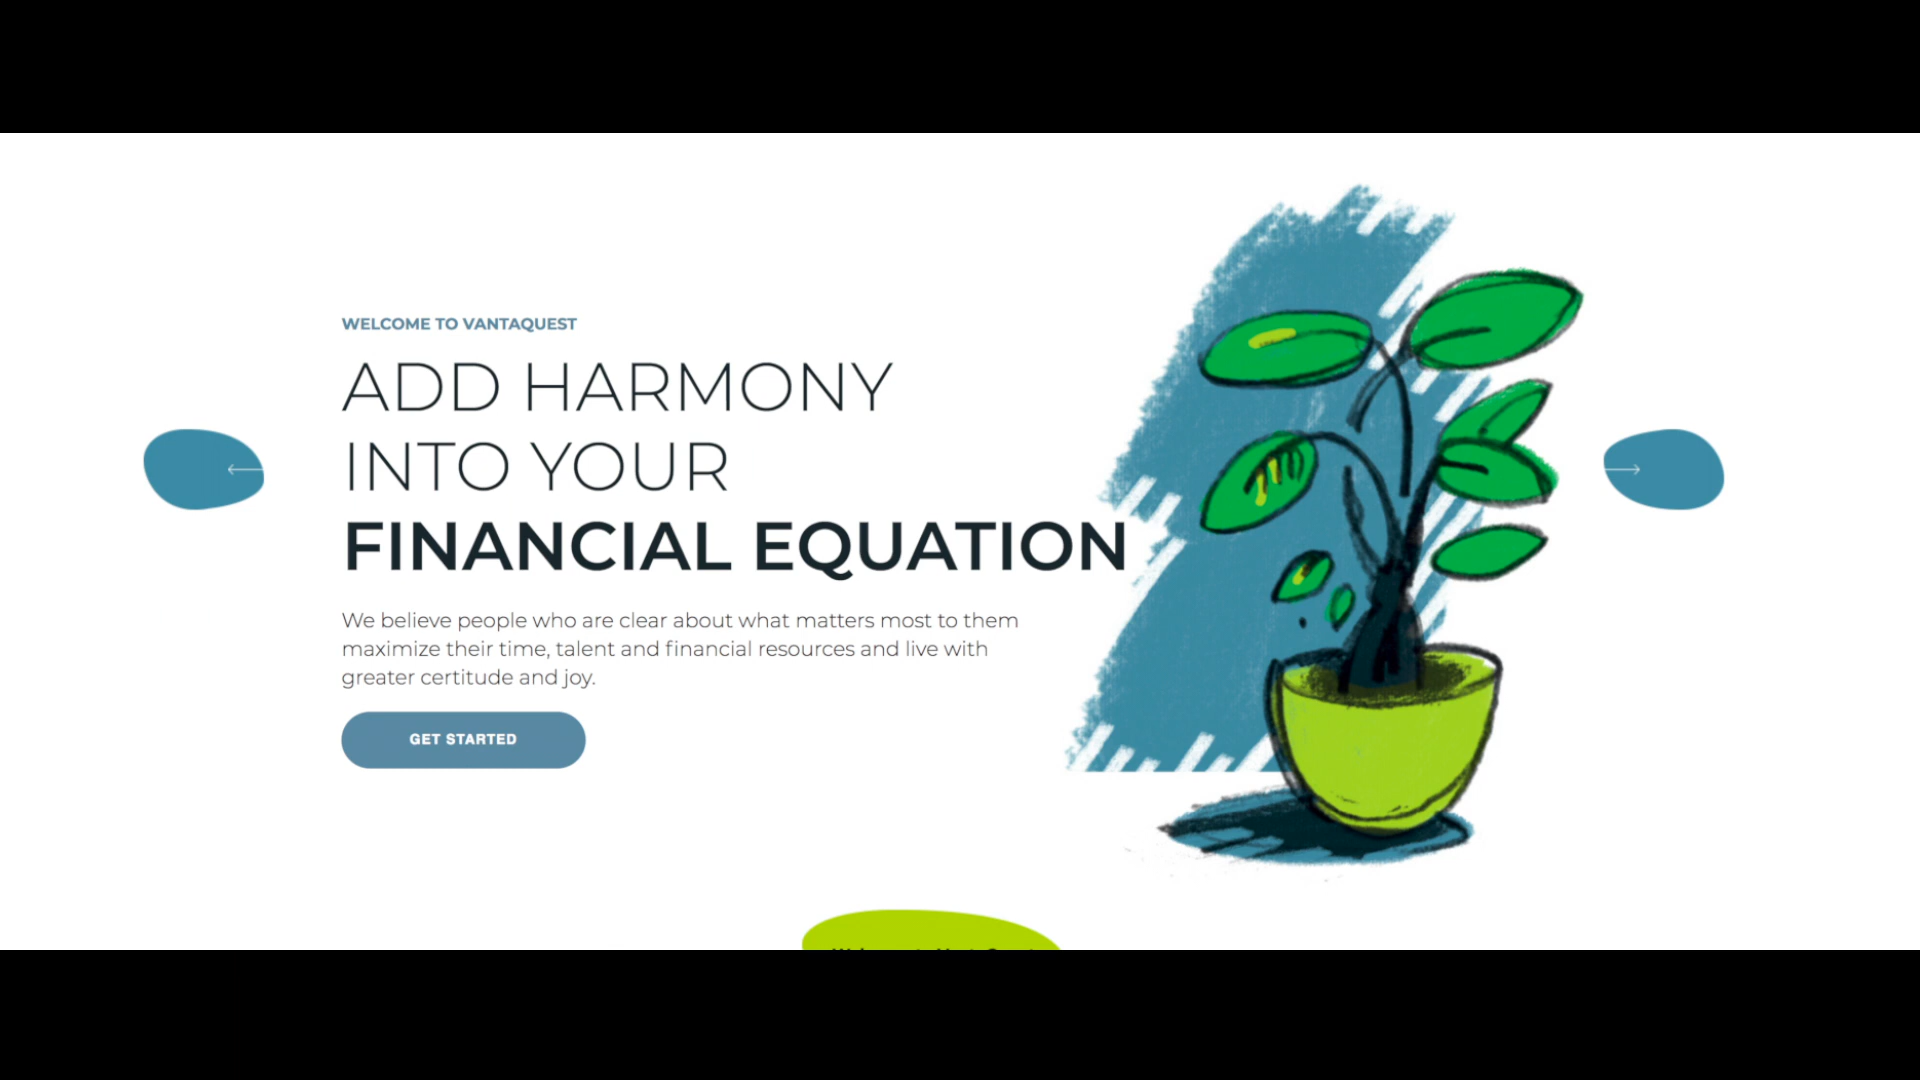 WELCOME TO VANTAQUEST
ADD HARMONY
INTO YOUR
FINANCIAL EQUATION
We believe people who are clear about what matters most to them
maximize their time, talent and financial resources and live with
greater certitude and joy.
GET STARTED